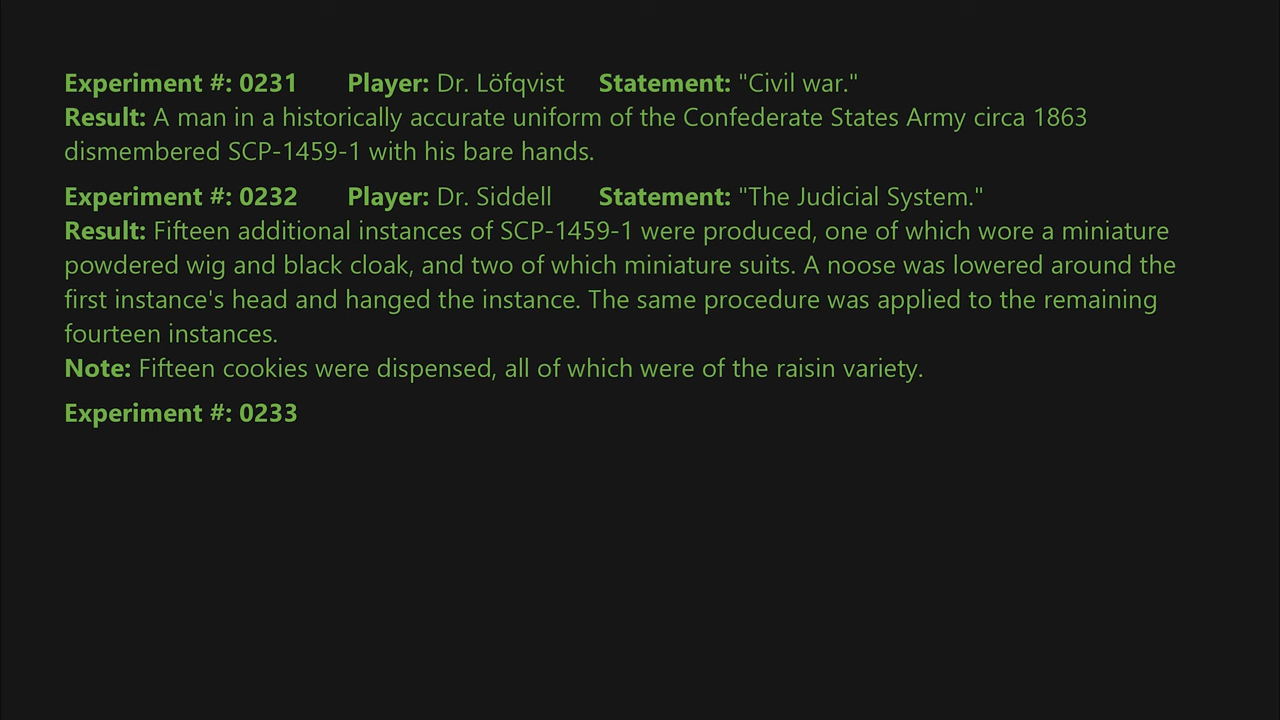 Experiment #: 0231 Player: Dr. Löfqvist Statement: "Civil war."
Result: A man in a historically accurate uniform of the Confederate States Army circa 1863
dismembered SCP-1459-1 with his bare hands.
Experiment #: 0232 Player: Dr. Siddell Statement: "The Judicial System."
Result: Fifteen additional instances of SCP-1459-1 were produced, one of which wore a miniature
powdered wig and black cloak, and two of which miniature suits. A noose was lowered around the
first instance's head and hanged the instance. The same procedure was applied to the remaining
fourteen instances.
Note: Fifteen cookies were dispensed, all of which were of the raisin variety.
Experiment #: 0233